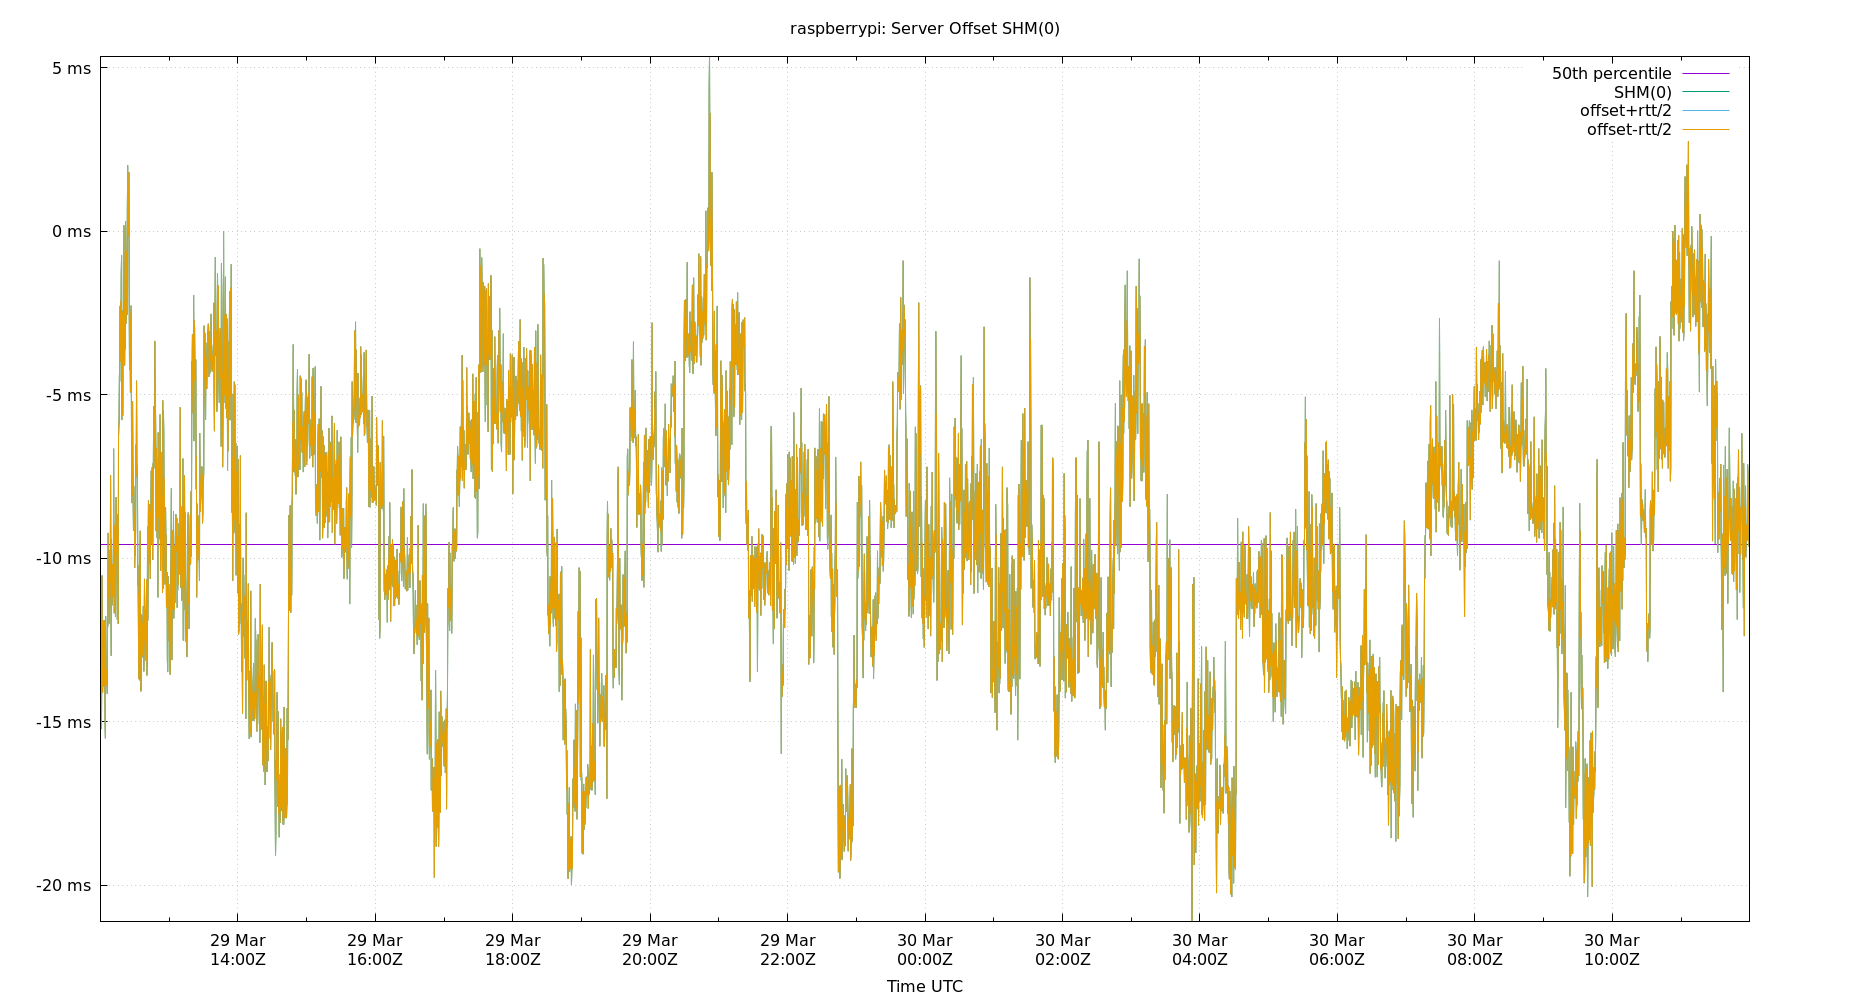 raspberrypi: Server Offset SHM(0)
50th percentile
SHM(0)
offset+rtt/2
offset-rtt/2
5 ms
0 ms
-5 ms
-10 ms
-15 ms
-20 ms
29 Mar
14:00Z
29 Mar
16:00Z
29 Mar
18:00Z
29 Mar
20:00Z
29 Mar
22:00Z
30 Mar
00:00Z
30 Mar
02:00Z
30 Mar
04:00Z
30 Mar
06:00Z
30 Mar
08:00Z
30 Mar
10:00Z
Time UTC